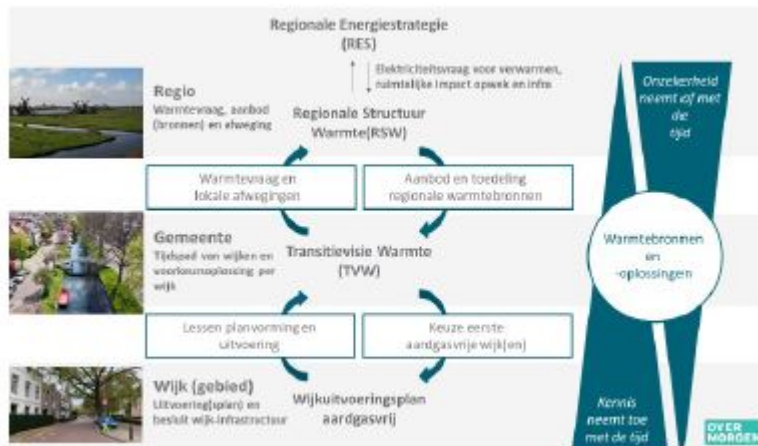 Regionale Energiestrategie
(RES)
Elektriciteitsvraag voor verwarmen,
ruimtelijke impact opwek en infra
Regio
Warmtevraag, aanbod
(bronnen) en afweging
Regionale Structuur
Warmte(RSW)
Warmtevraag en
lokale afwegingen
Aanbod en toedeling
regionale warmtebronnen
Gemeente
Tijdspad van wijken en
voorkeursoplossing per
wijk
Transitievisie Warmte
(TVW)
Lessen planvorming en
uitvoering
Keuze eerste
aardgasvrije wijk(en)
Wijk (gebied)
Uitvoering(splan) en
besluit wijk-infrastructuur
Wijkuitvoeringsplan
aardgasvrij
Onzekerheid
neemt af met
de
tijd
Warmtebronnen
en
-oplossingen
Kennis
neemt toe
met de tijd
OVER
MORGEN